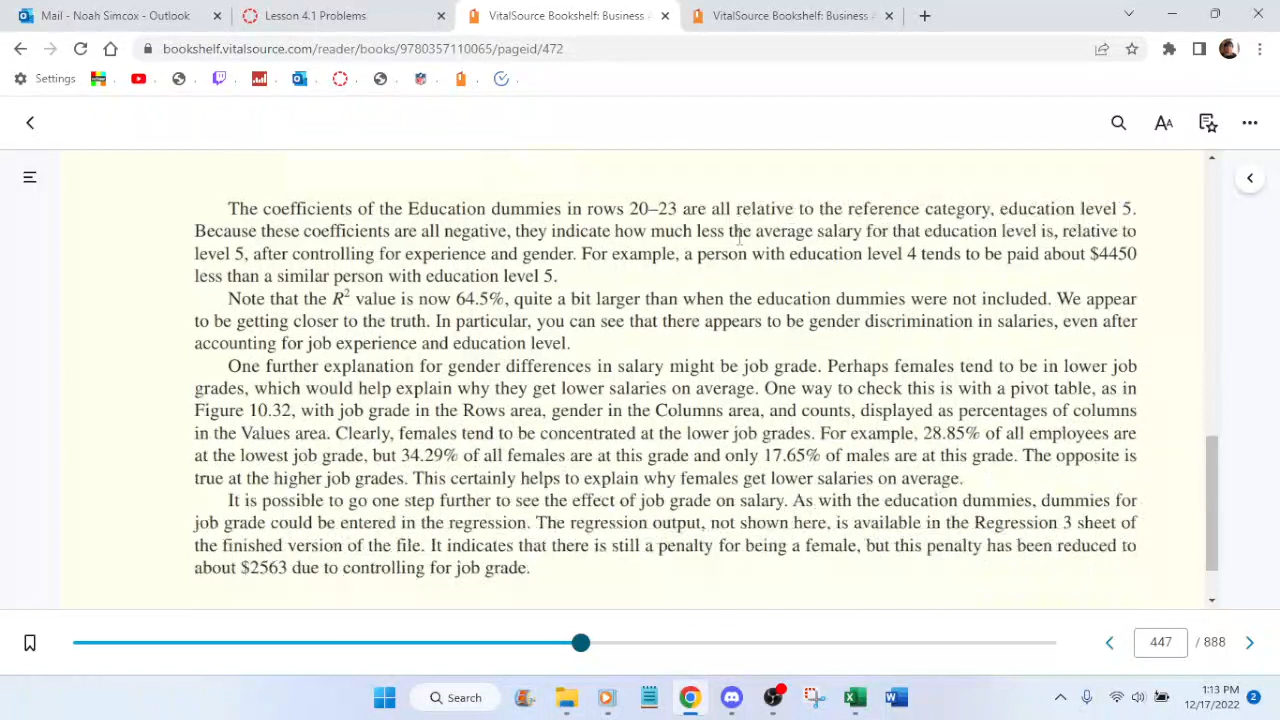 Mail - Noah Simcox - Outlook
Lesson 4.1 Problems
VitalSource Bookshelf: Business
VitalSource Bookshelf: Business
bookshelf.vitalsource.com/reader/books/9780357110065/pageid/472
Settings
The coefficients of the Education dummies in rows 20–23 are all relative to the reference category, education level 5.
Because these coefficients are all negative, they indicate how much less the average salary for that education level is, relative to
level 5, after controlling for experience and gender. For example, a person with education level 4 tends to be paid about $4450
less than a similar person with education level 5.
Note that the R² value is now 64.5%, quite a bit larger than when the education dummies were not included. We appear
to be getting closer to the truth. In particular, you can see that there appears to be gender discrimination in salaries, even after
accounting for job experience and education level.
One further explanation for gender differences in salary might be job grade. Perhaps females tend to be in lower job
grades, which would help explain why they get lower salaries on average. One way to check this is with a pivot table, as in
Figure 10.32, with job grade in the Rows area, gender in the Columns area, and counts, displayed as percentages of columns
in the Values area. Clearly, females tend to be concentrated at the lower job grades. For example, 28.85% of all employees are
at the lowest job grade, but 34.29% of all females are at this grade and only 17.65% of males are at this grade. The opposite is
true at the higher job grades. This certainly helps to explain why females get lower salaries on average.
It is possible to go one step further to see the effect of job grade on salary. As with the education dummies, dummies for
job grade could be entered in the regression. The regression output, not shown here, is available in the Regression 3 sheet of
the finished version of the file. It indicates that there is still a penalty for being a female, but this penalty has been reduced to
about $2563 due to controlling for job grade.
447 / 888
Search
1:13 PM
12/17/2022
2